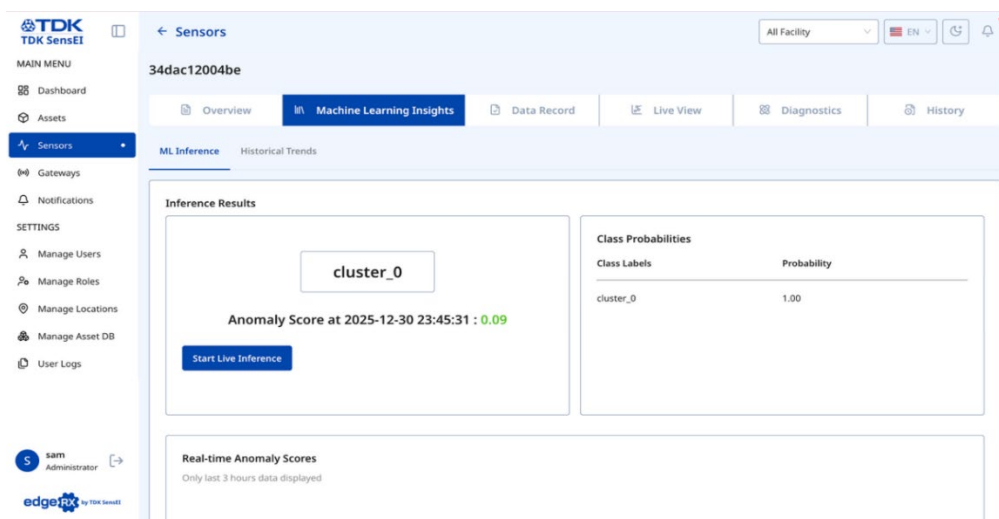 TDK
TDK SensEI
← Sensors
All Facility
EN
MAIN MENU
34dac12004be
Dashboard
Assets
Sensors
Gateways
Notifications
SETTINGS
Manage Users
Manage Roles
Manage Locations
Manage Asset DB
User Logs
S
sam
Administrator
edgeRX by TDK SensEI
Overview
Machine Learning Insights
Data Record
Live View
Diagnostics
History
ML Inference
Historical Trends
Inference Results
cluster_0
Anomaly Score at 2025-12-30 23:45:31 : 0.09
Start Live Inference
Class Probabilities
Class Labels Probability
cluster_0 1.00
Real-time Anomaly Scores
Only last 3 hours data displayed